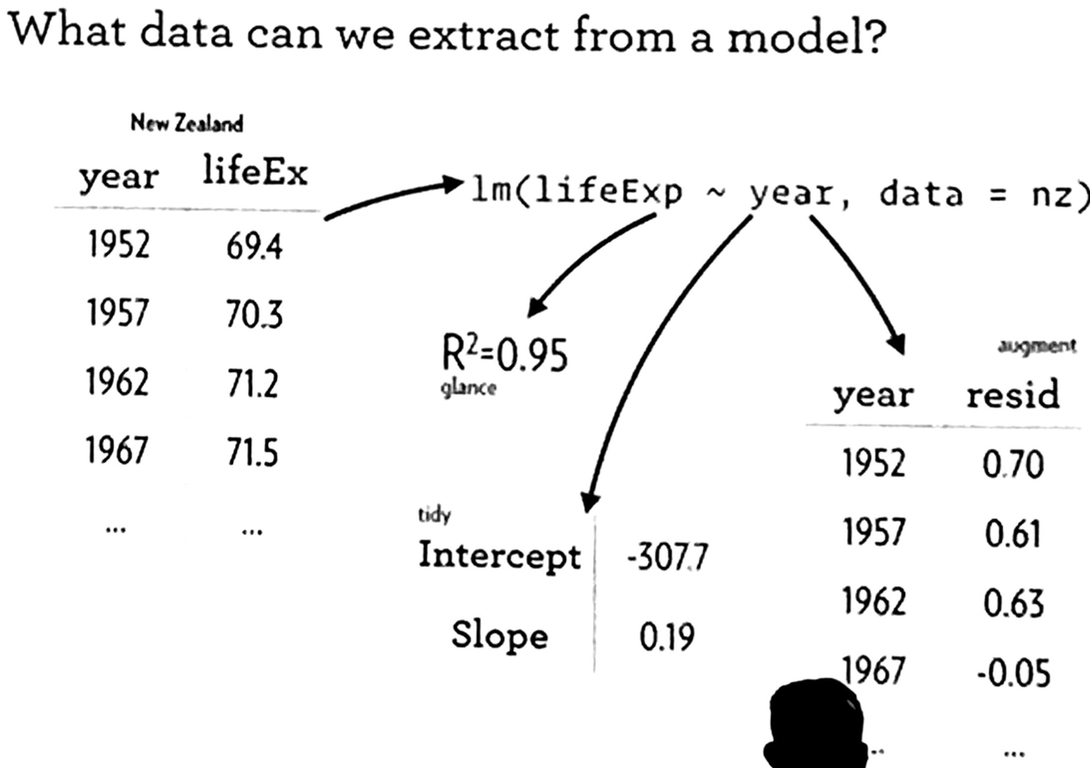 What data can we extract from a model?
New Zealand
year lifeEx
1952 69.4
1957 70.3
1962 71.2
1967 71.5
... ...
lm(lifeExp ~ year, data = nz)
R²=0.95
glance
tidy
Intercept -307.7
Slope 0.19
augment
year resid
1952 0.70
1957 0.61
1962 0.63
1967 -0.05
... ...